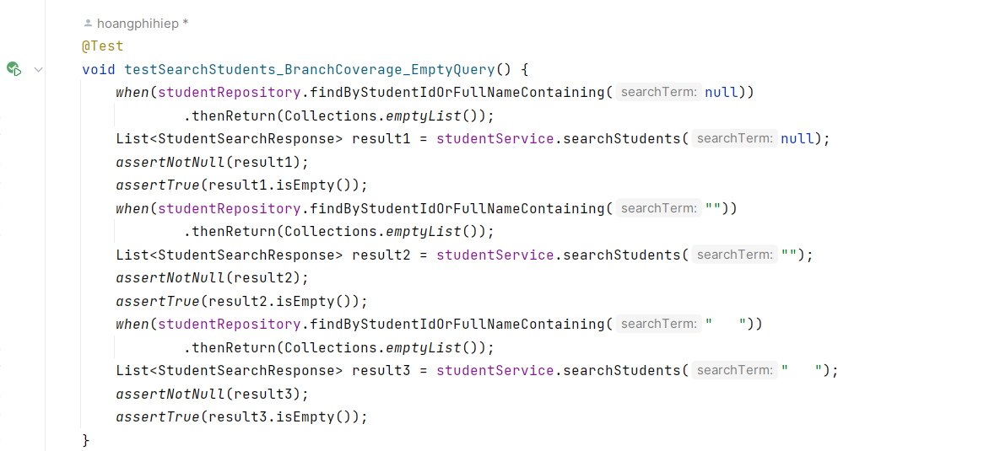 hoangphihiep *
@Test
void testSearchStudents_BranchCoverage_EmptyQuery() {
    when(studentRepository.findByStudentIdOrFullNameContaining( searchTerm: null))
            .thenReturn(Collections.emptyList());
    List<StudentSearchResponse> result1 = studentService.searchStudents( searchTerm: null);
    assertNotNull(result1);
    assertTrue(result1.isEmpty());
    when(studentRepository.findByStudentIdOrFullNameContaining( searchTerm: ""))
            .thenReturn(Collections.emptyList());
    List<StudentSearchResponse> result2 = studentService.searchStudents( searchTerm: "");
    assertNotNull(result2);
    assertTrue(result2.isEmpty());
    when(studentRepository.findByStudentIdOrFullNameContaining( searchTerm: "   "))
            .thenReturn(Collections.emptyList());
    List<StudentSearchResponse> result3 = studentService.searchStudents( searchTerm: "   ");
    assertNotNull(result3);
    assertTrue(result3.isEmpty());
}